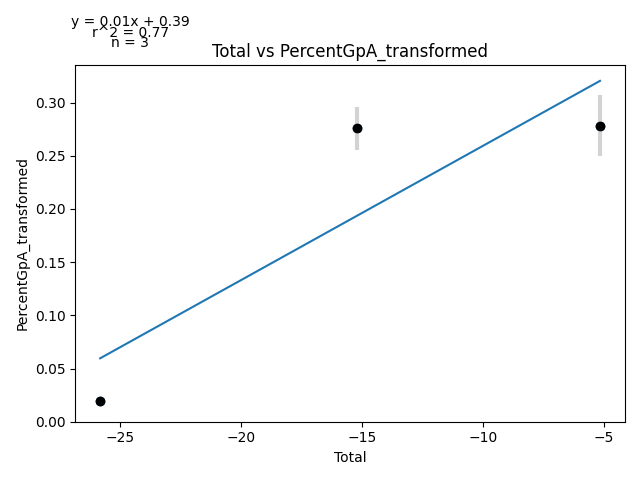 y = 0.01x + 0.39
r^2 = 0.77
n = 3
Total vs PercentGpA_transformed
PercentGpA_transformed
0.30
0.25
0.20
0.15
0.10
0.05
0.00
−25
−20
−15
−10
−5
Total